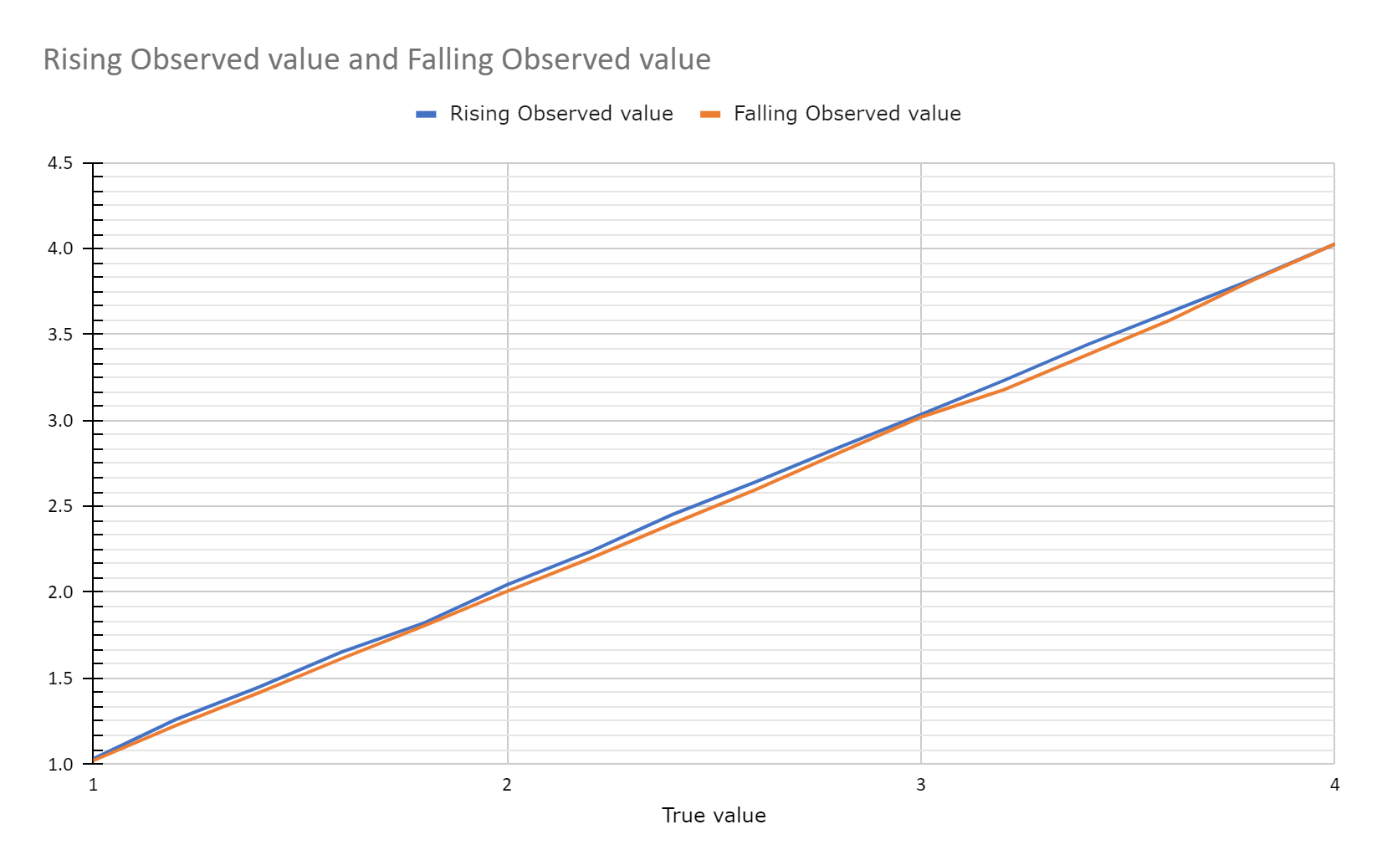 Rising Observed value and Falling Observed value
Rising Observed value Falling Observed value
4.5
4.0
3.5
3.0
2.5
2.0
1.5
1.0
1 2 3 4
True value